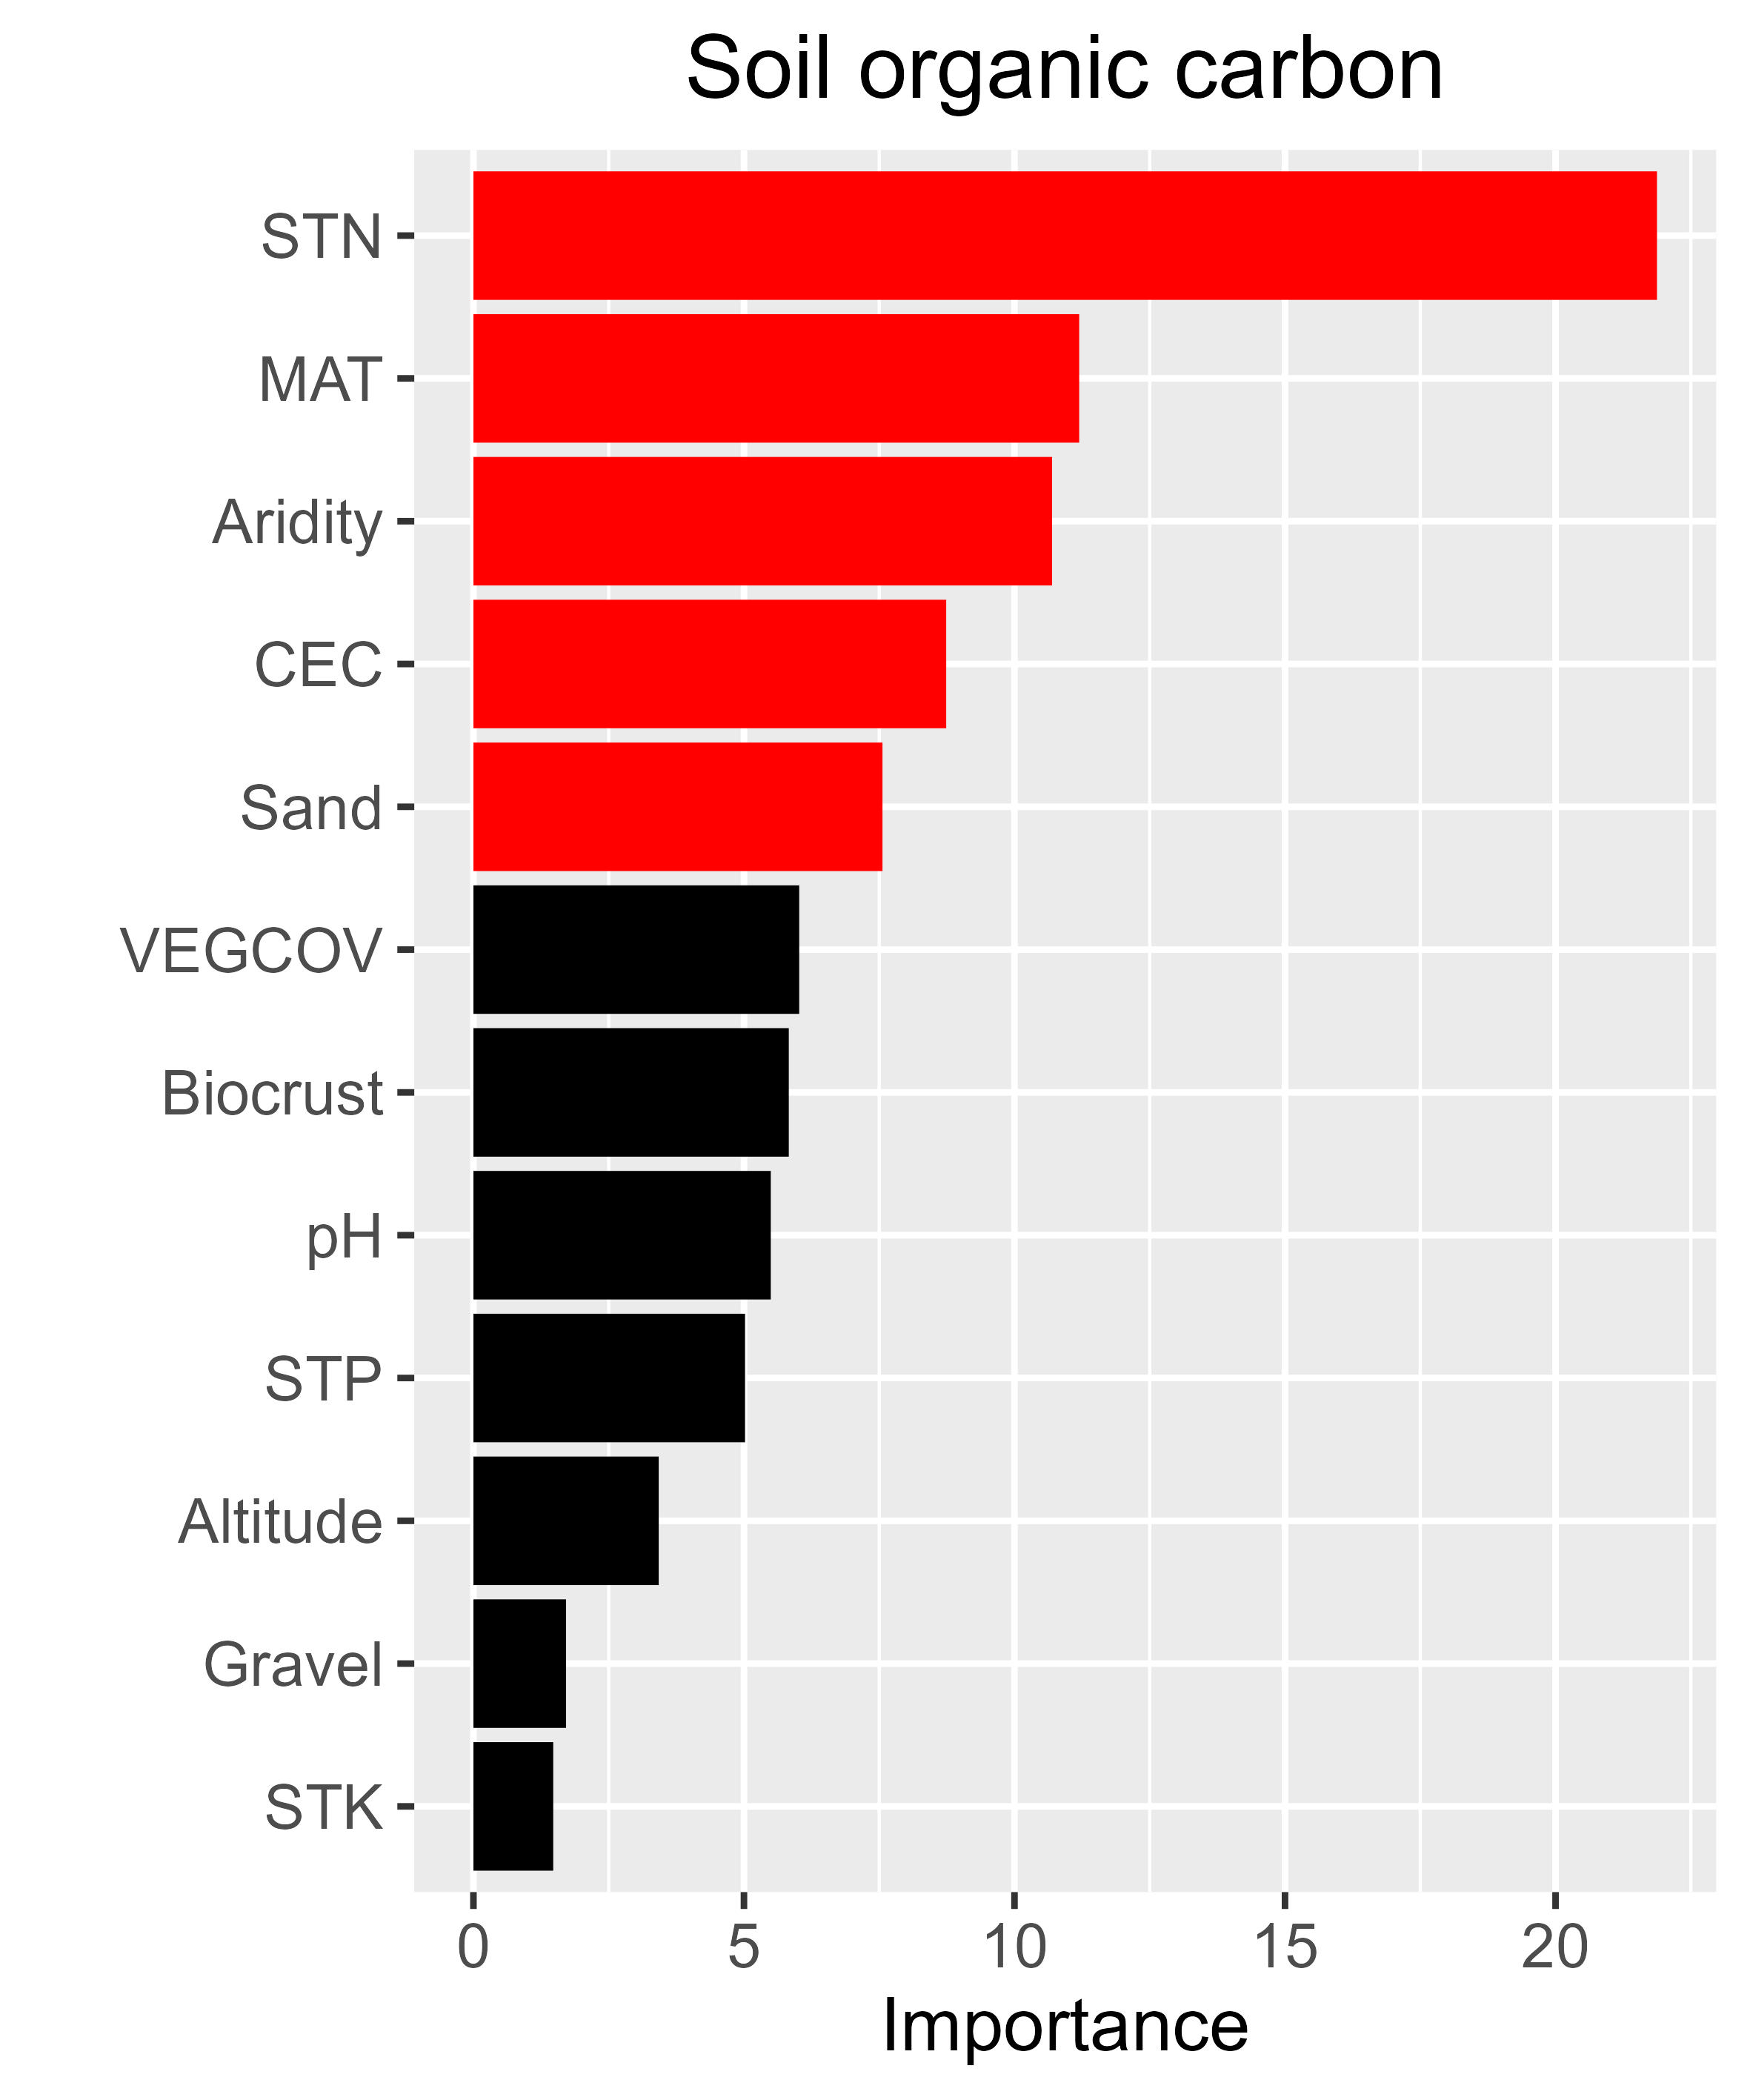 Soil organic carbon
STN
MAT
Aridity
CEC
Sand
VEGCOV
Biocrust
pH
STP
Altitude
Gravel
STK
0 5 10 15 20
Importance